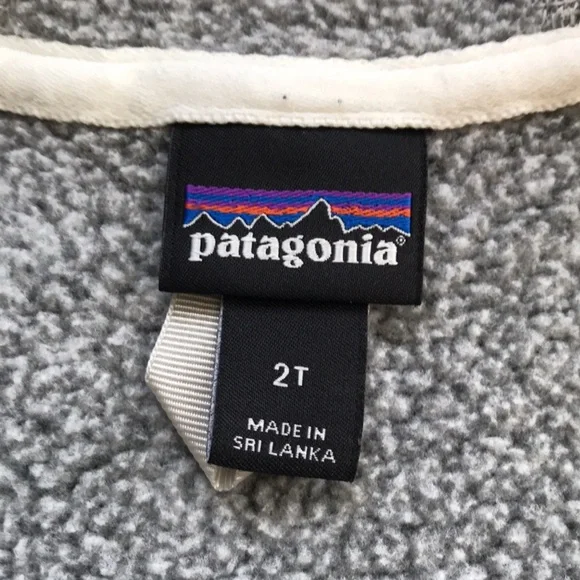 patagonia®
2T
MADE IN
SRI LANKA